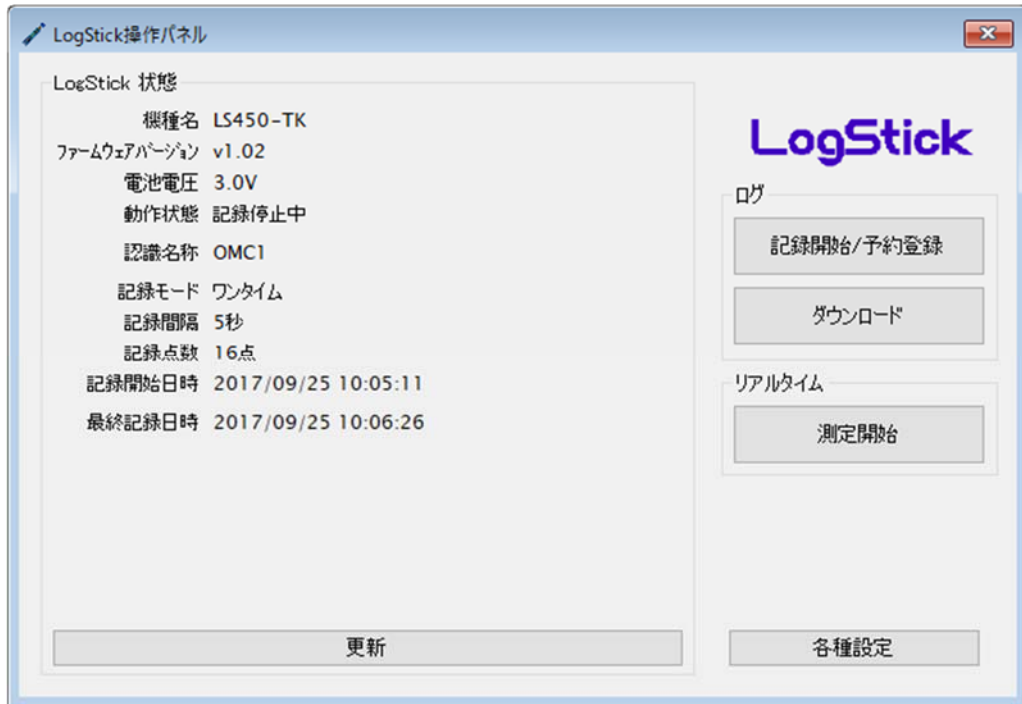 LogStick操作パネル
LogStick 状態
機種名 LS450-TK
ファームウェアバージョン v1.02
電池電圧 3.0V
動作状態 記録停止中
認識名称 OMC1
記録モード ワンタイム
記録間隔 5秒
記録点数 16点
記録開始日時 2017/09/25 10:05:11
最終記録日時 2017/09/25 10:06:26
更新
LogStick
ログ
記録開始/予約登録
ダウンロード
リアルタイム
測定開始
各種設定